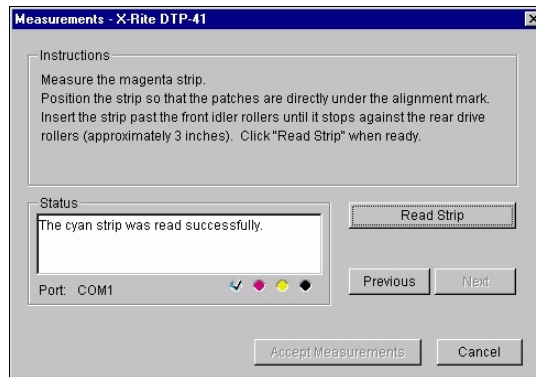 Measurements - X-Rite DTP-41
Instructions
Measure the magenta strip.
Position the strip so that the patches are directly under the alignment mark.
Insert the strip past the front idler rollers until it stops against the rear drive
rollers (approximately 3 inches).  Click "Read Strip" when ready.
Status
The cyan strip was read successfully.
Read Strip
Port:  COM1
Previous
Next
Accept Measurements
Cancel